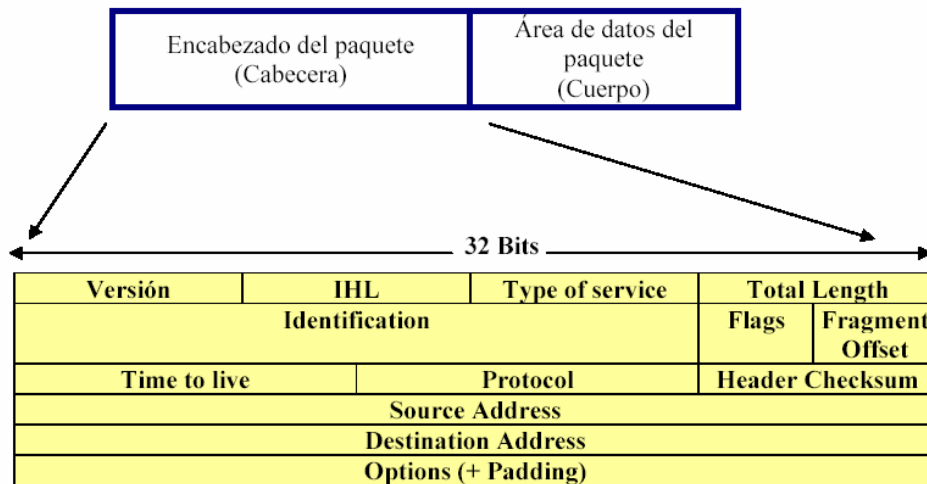 Encabezado del paquete
(Cabecera)
Área de datos del
paquete
(Cuerpo)
32 Bits
Versión IHL Type of service Total Length
Identification Flags Fragment
Offset
Time to live Protocol Header Checksum
Source Address
Destination Address
Options (+ Padding)